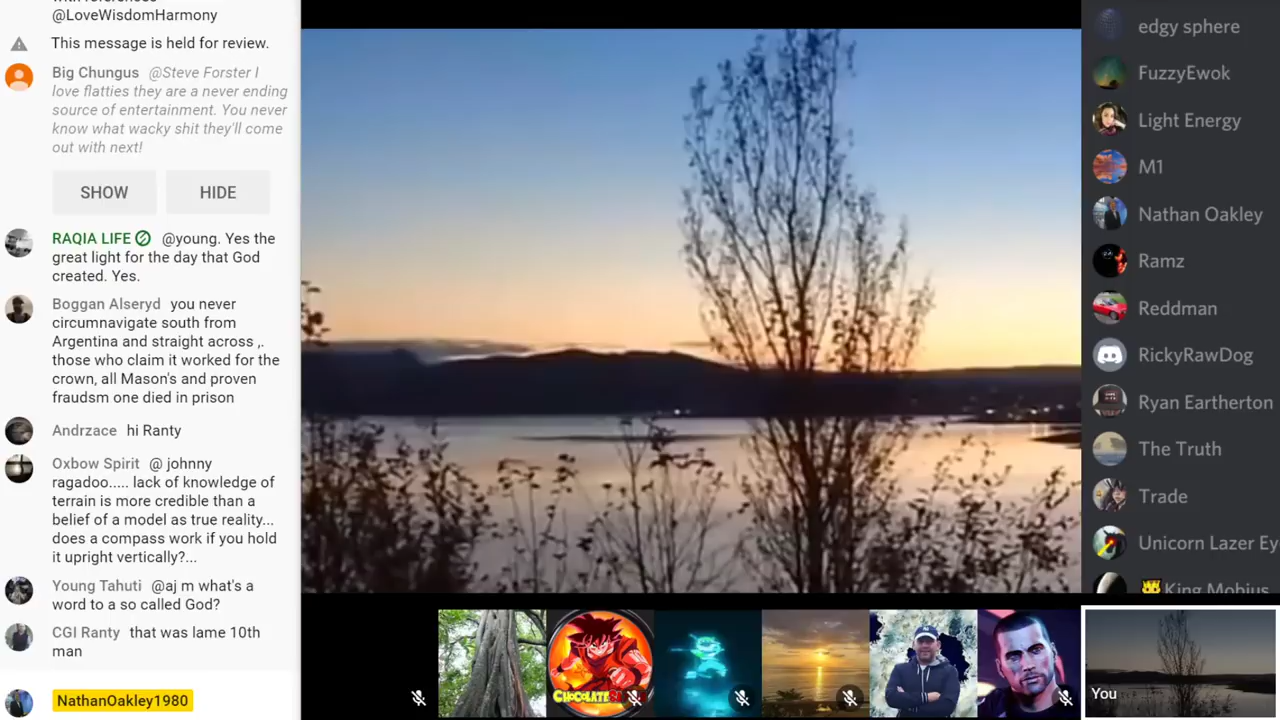 @LoveWisdomHarmony
This message is held for review.
Big Chungus @Steve Forster I
love flatties they are a never ending
source of entertainment. You never
know what wacky shit they'll come
out with next!
SHOW HIDE
RAQIA LIFE @young. Yes the
great light for the day that God
created. Yes.
Boggan Alseryd you never
circumnavigate south from
Argentina and straight across ,.
those who claim it worked for the
crown, all Mason's and proven
fraudsm one died in prison
Andrzace hi Ranty
Oxbow Spirit @ johnny
ragadoo..... lack of knowledge of
terrain is more credible than a
belief of a model as true reality...
does a compass work if you hold
it upright vertically?...
Young Tahuti @aj m what's a
word to a so called God?
CGI Ranty that was lame 10th
man
NathanOakley1980
edgy sphere
FuzzyEwok
Light Energy
M1
Nathan Oakley
Ramz
Reddman
RickyRawDog
Ryan Eartherton
The Truth
Trade
Unicorn Lazer Ey
King Mobius
You